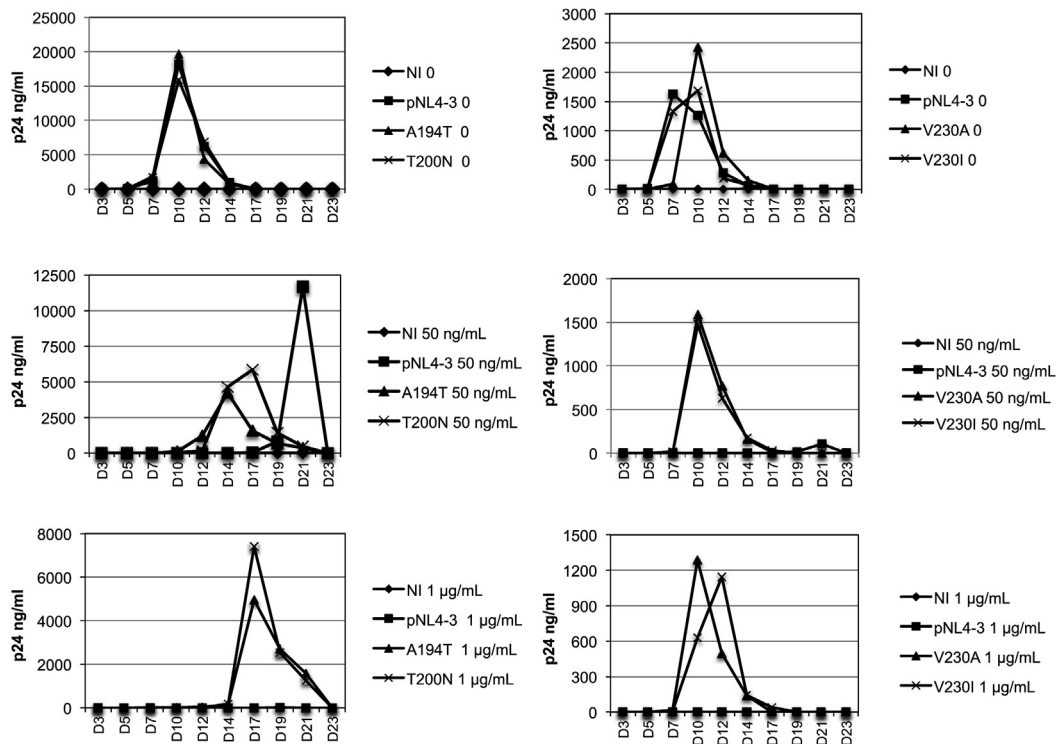 p24 ng/ml
25000
20000
15000
10000
5000
0
D3
D5
D7
D10
D12
D14
D17
D19
D21
D23
NI 0
pNL4-3 0
A194T 0
T200N 0
p24 ng/ml
3000
2500
2000
1500
1000
500
0
D3
D5
D7
D10
D12
D14
D17
D19
D21
D23
NI 0
pNL4-3 0
V230A 0
V230I 0
p24 ng/ml
12500
10000
7500
5000
2500
0
D3
D5
D7
D10
D12
D14
D17
D19
D21
D23
NI 50 ng/mL
pNL4-3 50 ng/mL
A194T 50 ng/mL
T200N 50 ng/mL
p24 ng/ml
2000
1500
1000
500
0
D3
D5
D7
D10
D12
D14
D17
D19
D21
D23
NI 50 ng/mL
pNL4-3 50 ng/mL
V230A 50 ng/mL
V230I 50 ng/mL
p24 ng/ml
8000
6000
4000
2000
0
D3
D5
D7
D10
D12
D14
D17
D19
D21
D23
NI 1 µg/mL
pNL4-3 1 µg/mL
A194T 1 µg/mL
T200N 1 µg/mL
p24 ng/ml
1500
1200
900
600
300
0
D3
D5
D7
D10
D12
D14
D17
D19
D21
D23
NI 1 µg/mL
pNL4-3 1 µg/mL
V230A 1 µg/mL
V230I 1 µg/mL